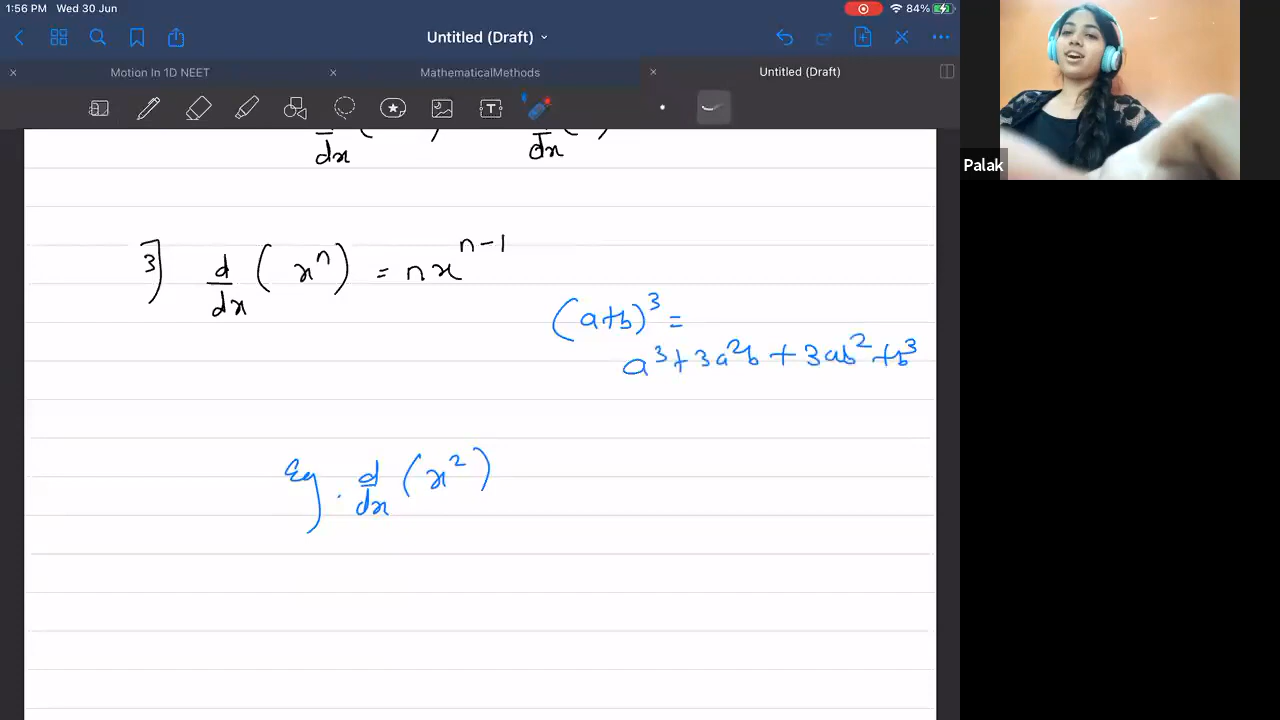 1:56 PM Wed 30 Jun
84%
Untitled (Draft)
Motion In 1D NEET
MathematicalMethods
Untitled (Draft)
Palak
d/dx ( ) d/dx ( )
3] d/dx (x^n) = nx^(n-1)
(a+b)^3 =
a^3 + 3a^2b + 3ab^2 + b^3
Eg. d/dx (x^2)